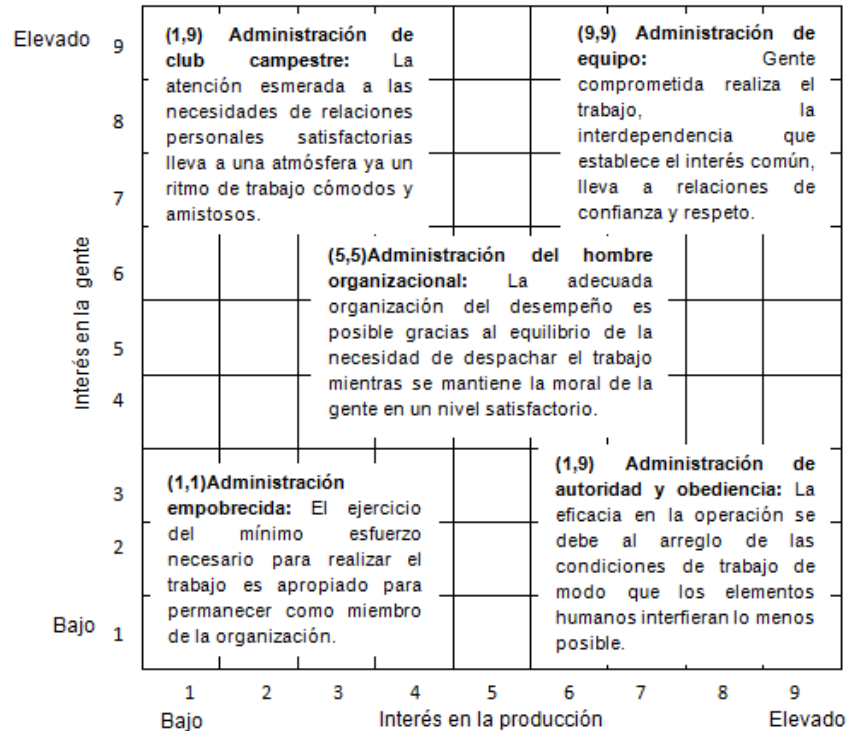 Elevado 9
(1,9) Administración de
club campestre: La
atención esmerada a las
necesidades de relaciones
personales satisfactorias
lleva a una atmósfera ya un
ritmo de trabajo cómodos y
amistosos.
(9,9) Administración de
equipo: Gente
comprometida realiza el
trabajo, la
interdependencia que
establece el interés común,
lleva a relaciones de
confianza y respeto.
8
7
Interés en la gente
6
(5,5)Administración del hombre
organizacional: La adecuada
organización del desempeño es
posible gracias al equilibrio de la
necesidad de despachar el trabajo
mientras se mantiene la moral de la
gente en un nivel satisfactorio.
5
4
3
(1,1)Administración
empobrecida: El ejercicio
del mínimo esfuerzo
necesario para realizar el
trabajo es apropiado para
permanecer como miembro
de la organización.
(1,9) Administración de
autoridad y obediencia: La
eficacia en la operación se
debe al arreglo de las
condiciones de trabajo de
modo que los elementos
humanos interfieran lo menos
posible.
2
Bajo 1
1 2 3 4 5 6 7 8 9
Bajo Interés en la producción Elevado